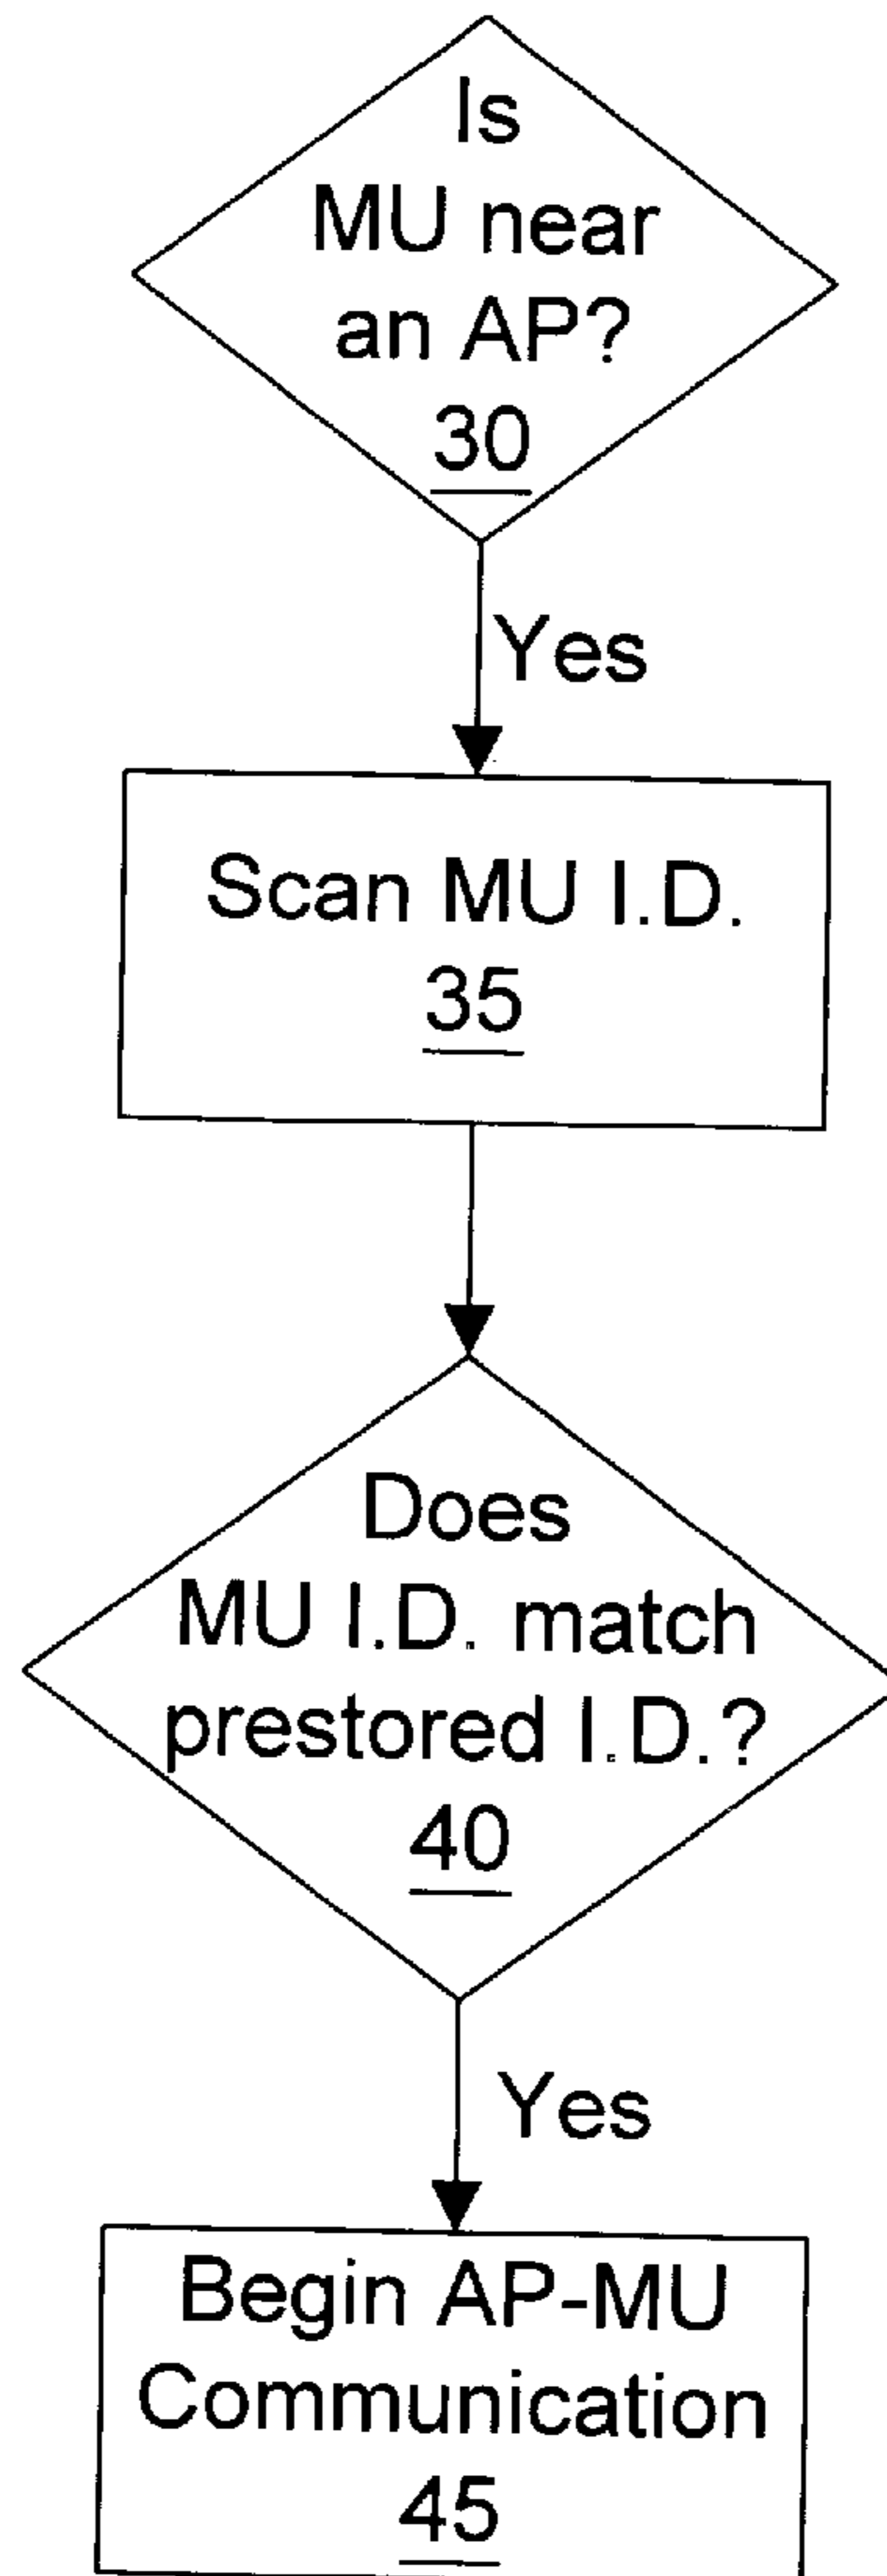 Is
MU near
an AP?
30
Yes
Scan MU I.D.
35
Does
MU I.D. match
prestored I.D.?
40
Yes
Begin AP-MU
Communication
45